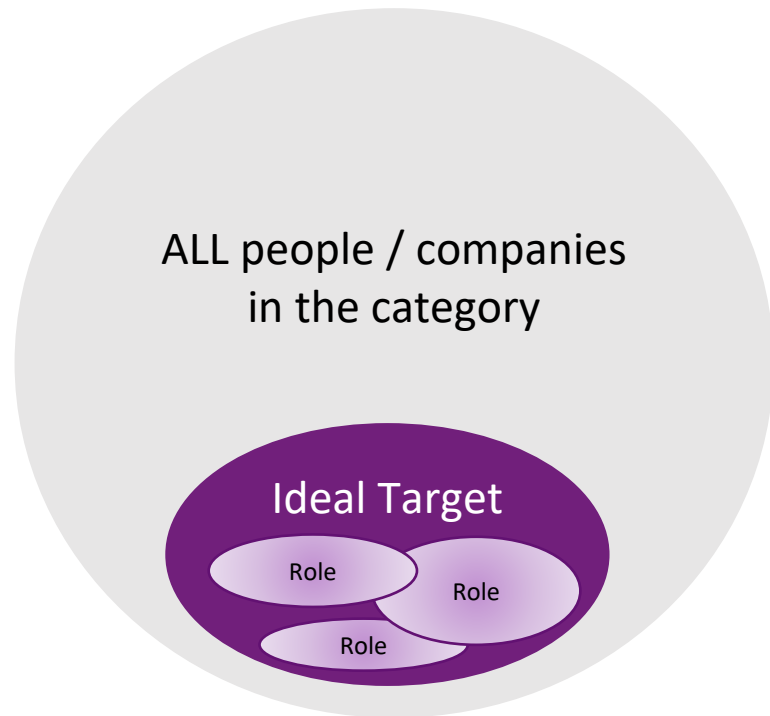 ALL people / companies
in the category
Ideal Target
Role
Role
Role